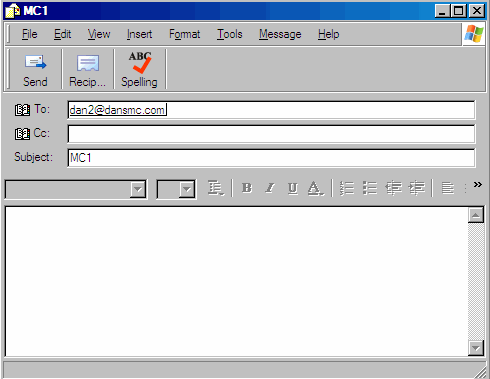 MC1
File Edit View Insert Format Tools Message Help
ABC
Send Recip... Spelling
To: dan2@dansmc.com
Cc:
Subject: MC1
B I U A